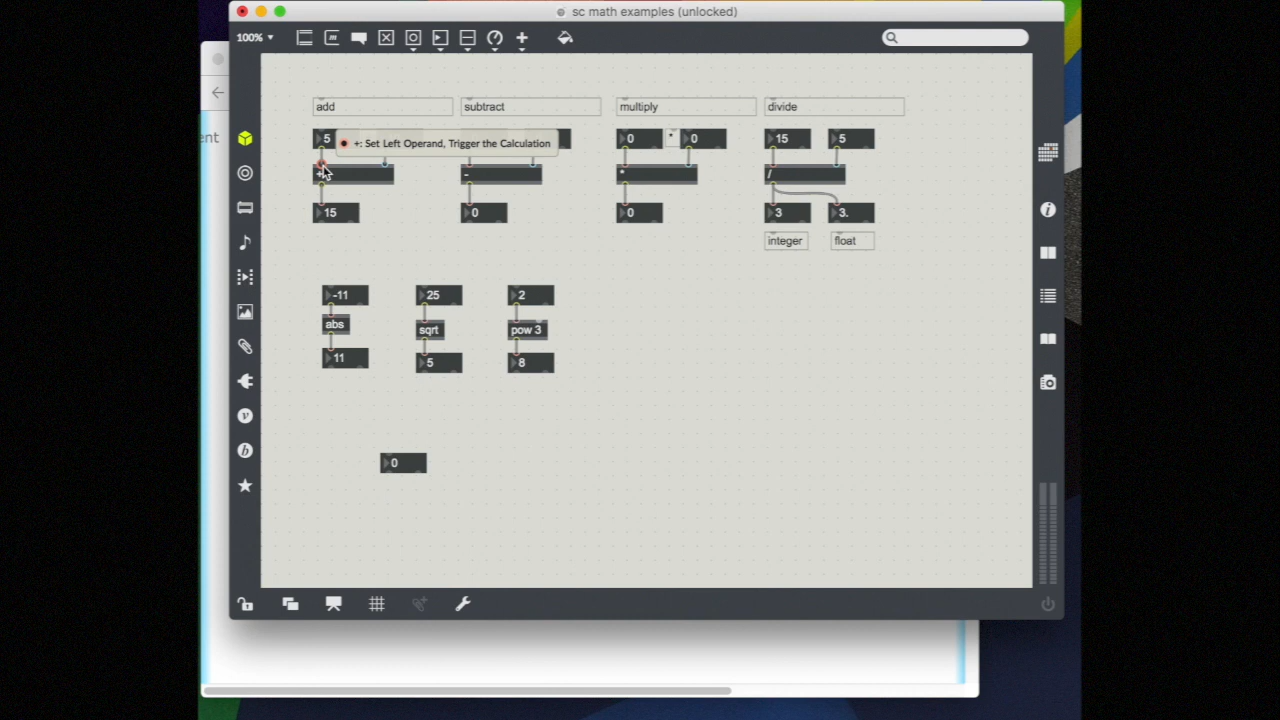 sc math examples (unlocked)
100%
add subtract multiply divide
5 +: Set Left Operand, Trigger the Calculation 0 * 0 15 5
+ - * /
15 0 0 3 3.
integer float
-11 25 2
abs sqrt pow 3
11 5 8
0